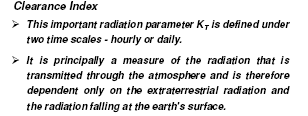 Clearance Index
➢ This important radiation parameter KT is defined under
two time scales - hourly or daily.
➢ It is principally a measure of the radiation that is
transmitted through the atmosphere and is therefore
dependent only on the extraterrestrial radiation and
the radiation falling at the earth's surface.